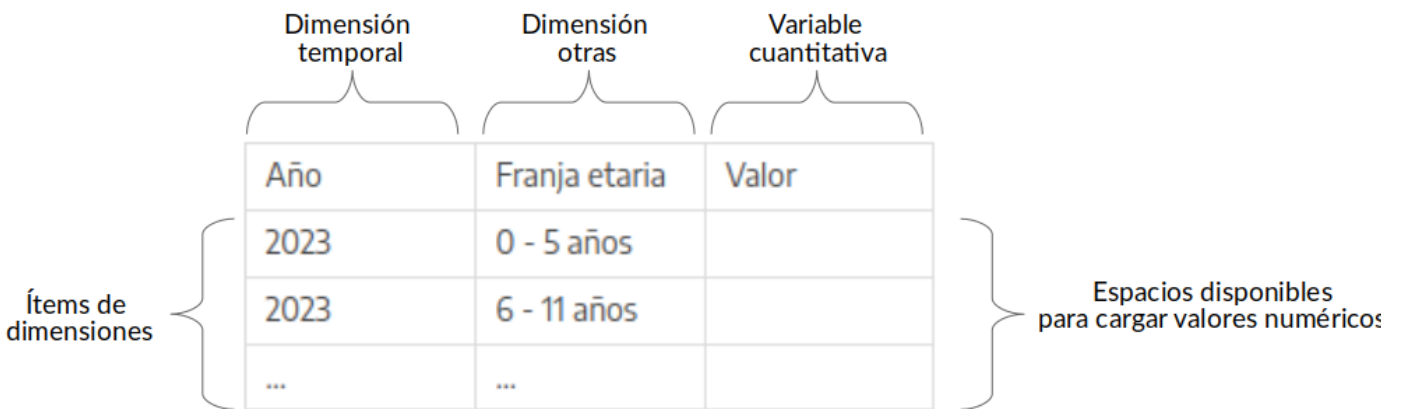 Dimensión
temporal
Dimensión
otras
Variable
cuantitativa
Año Franja etaria Valor
2023 0 - 5 años
2023 6 - 11 años
... ...
Ítems de
dimensiones
Espacios disponibles
para cargar valores numéricos